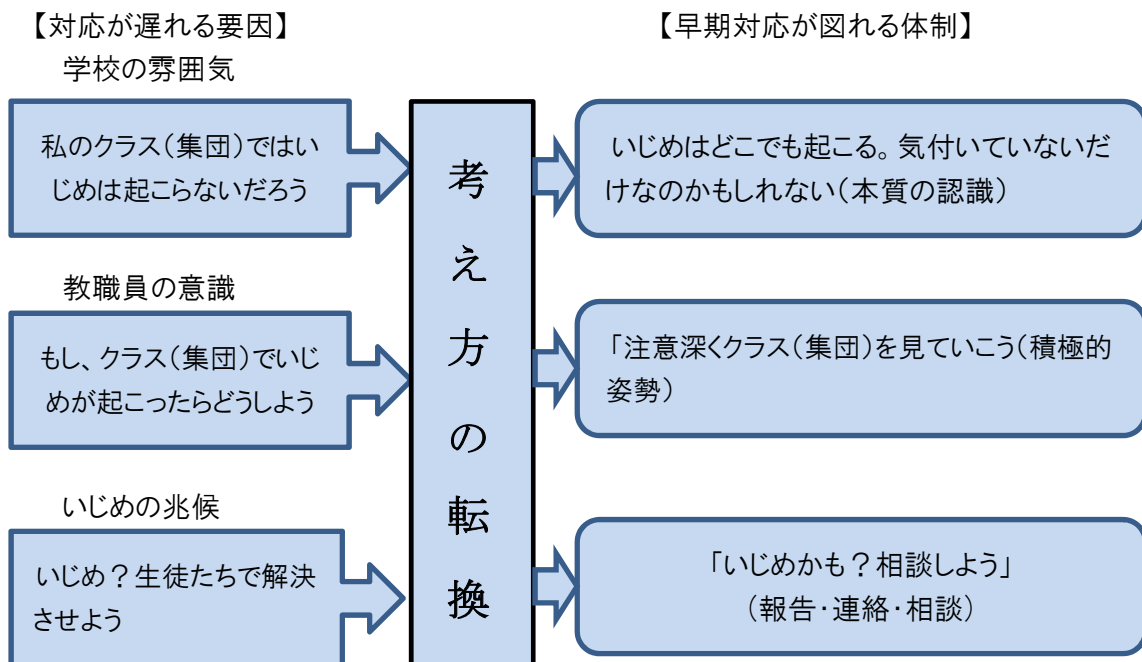 【対応が遅れる要因】
【早期対応が図れる体制】
学校の雰囲気
私のクラス（集団）ではい
じめは起こらないだろう
考え方の転換
いじめはどこでも起こる。気付いていないだ
けなのかもしれない（本質の認識）
教職員の意識
もし、クラス（集団）でいじ
めが起こったらどうしよう
「注意深くクラス（集団）を見ていこう（積極的
姿勢）
いじめの兆候
いじめ？生徒たちで解決
させよう
「いじめかも？相談しよう」
（報告・連絡・相談）